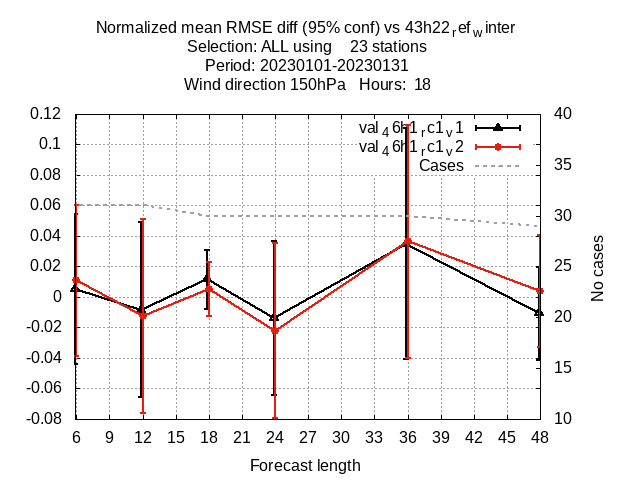 Normalized mean RMSE diff (95% conf) vs 43h22ref_winter
Selection: ALL using    23 stations
Period: 20230101-20230131
Wind direction 150hPa   Hours:  18
0.12
0.1
0.08
0.06
0.04
0.02
0
-0.02
-0.04
-0.06
-0.08
40
35
30
25
20
15
10
val_46h1_rc1_v1
val_46h1_rc1_v2
Cases
No cases
6 9 12 15 18 21 24 27 30 33 36 39 42 45 48
Forecast length